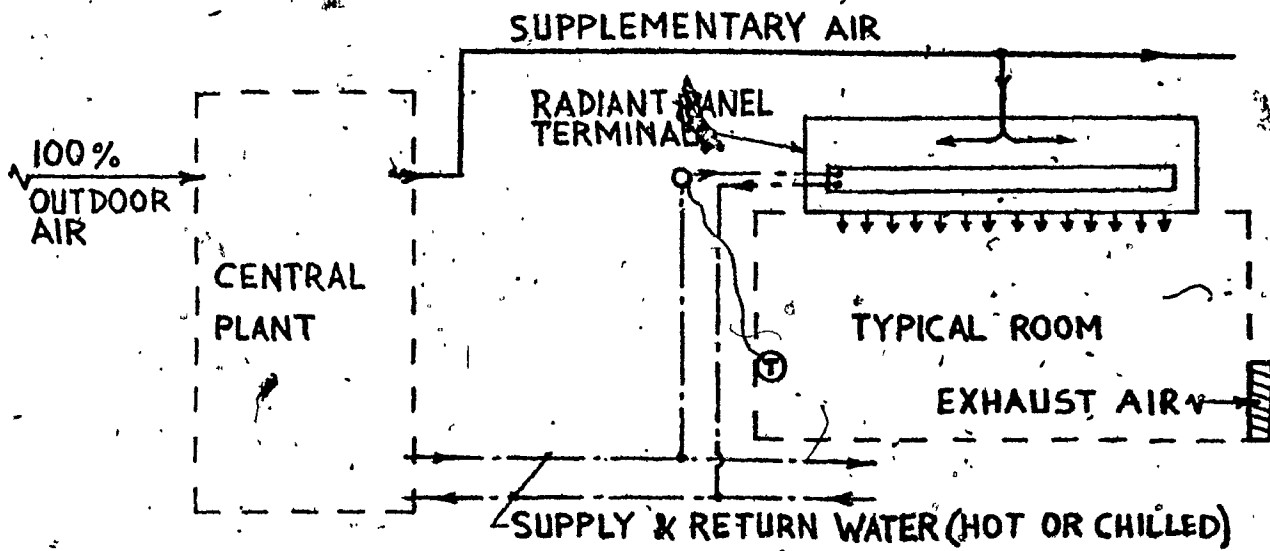 SUPPLEMENTARY AIR
RADIANT PANEL
TERMINAL
100%
OUTDOOR
AIR
CENTRAL
PLANT
TYPICAL ROOM
T
EXHAUST AIR
SUPPLY & RETURN WATER (HOT OR CHILLED)